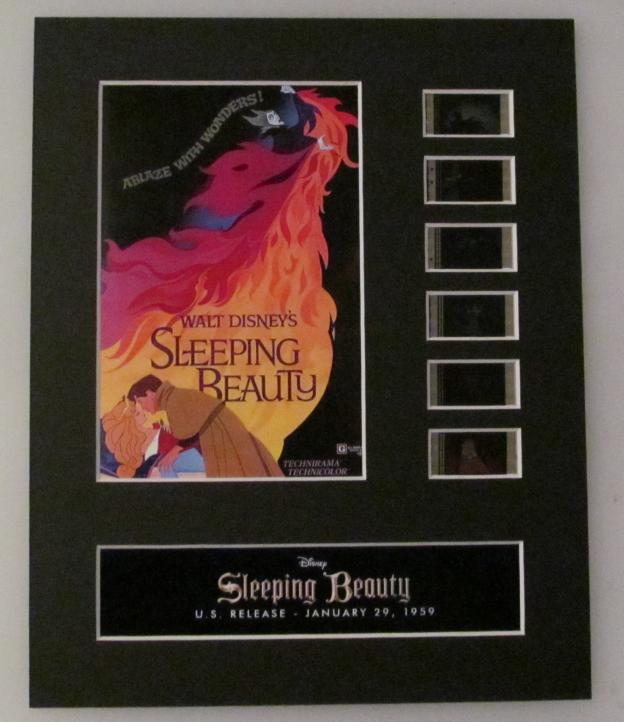 ABLAZE WITH WONDERS!
WALT DISNEY'S
SLEEPING
BEAUTY
G
TECHNIRAMA®
TECHNICOLOR®
Disney
Sleeping Beauty
U.S. RELEASE - JANUARY 29, 1959